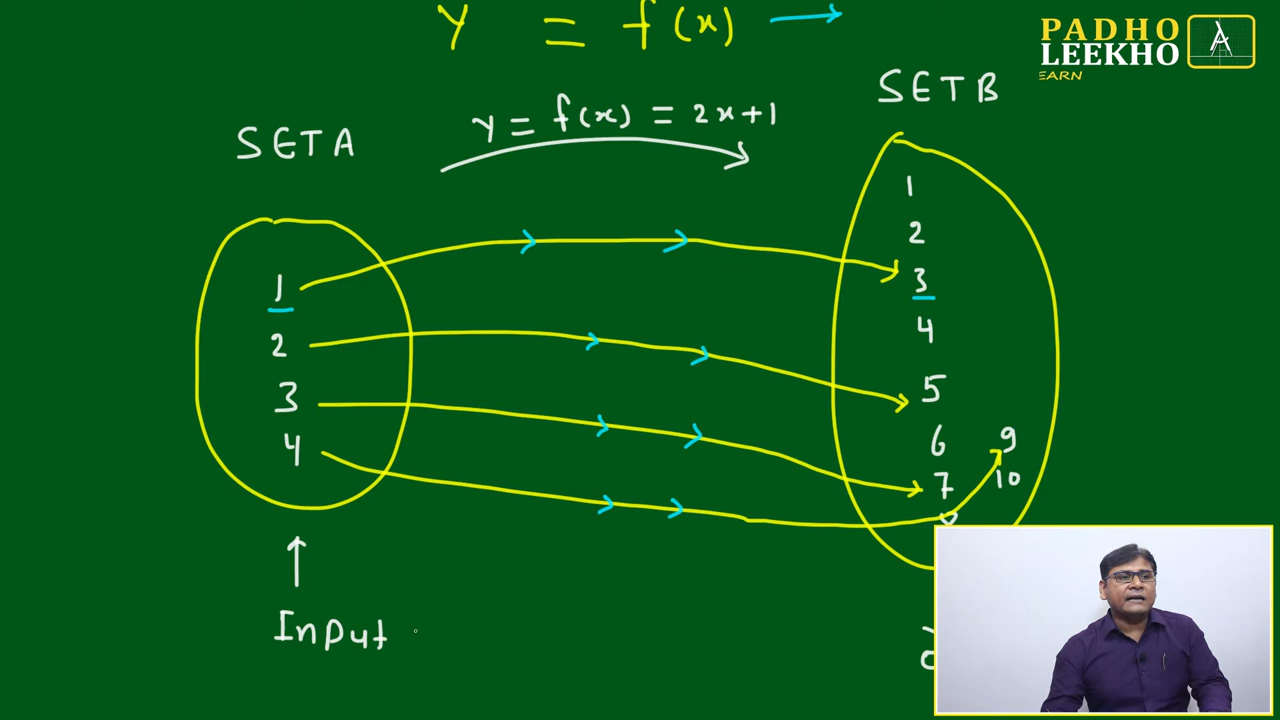 Y = f(x)
PADHO
LEEKHO
EARN
SET A
y = f(x) = 2x+1
SET B
1
2
3
4
1
2
3
4
5
6
7
9
10
Input